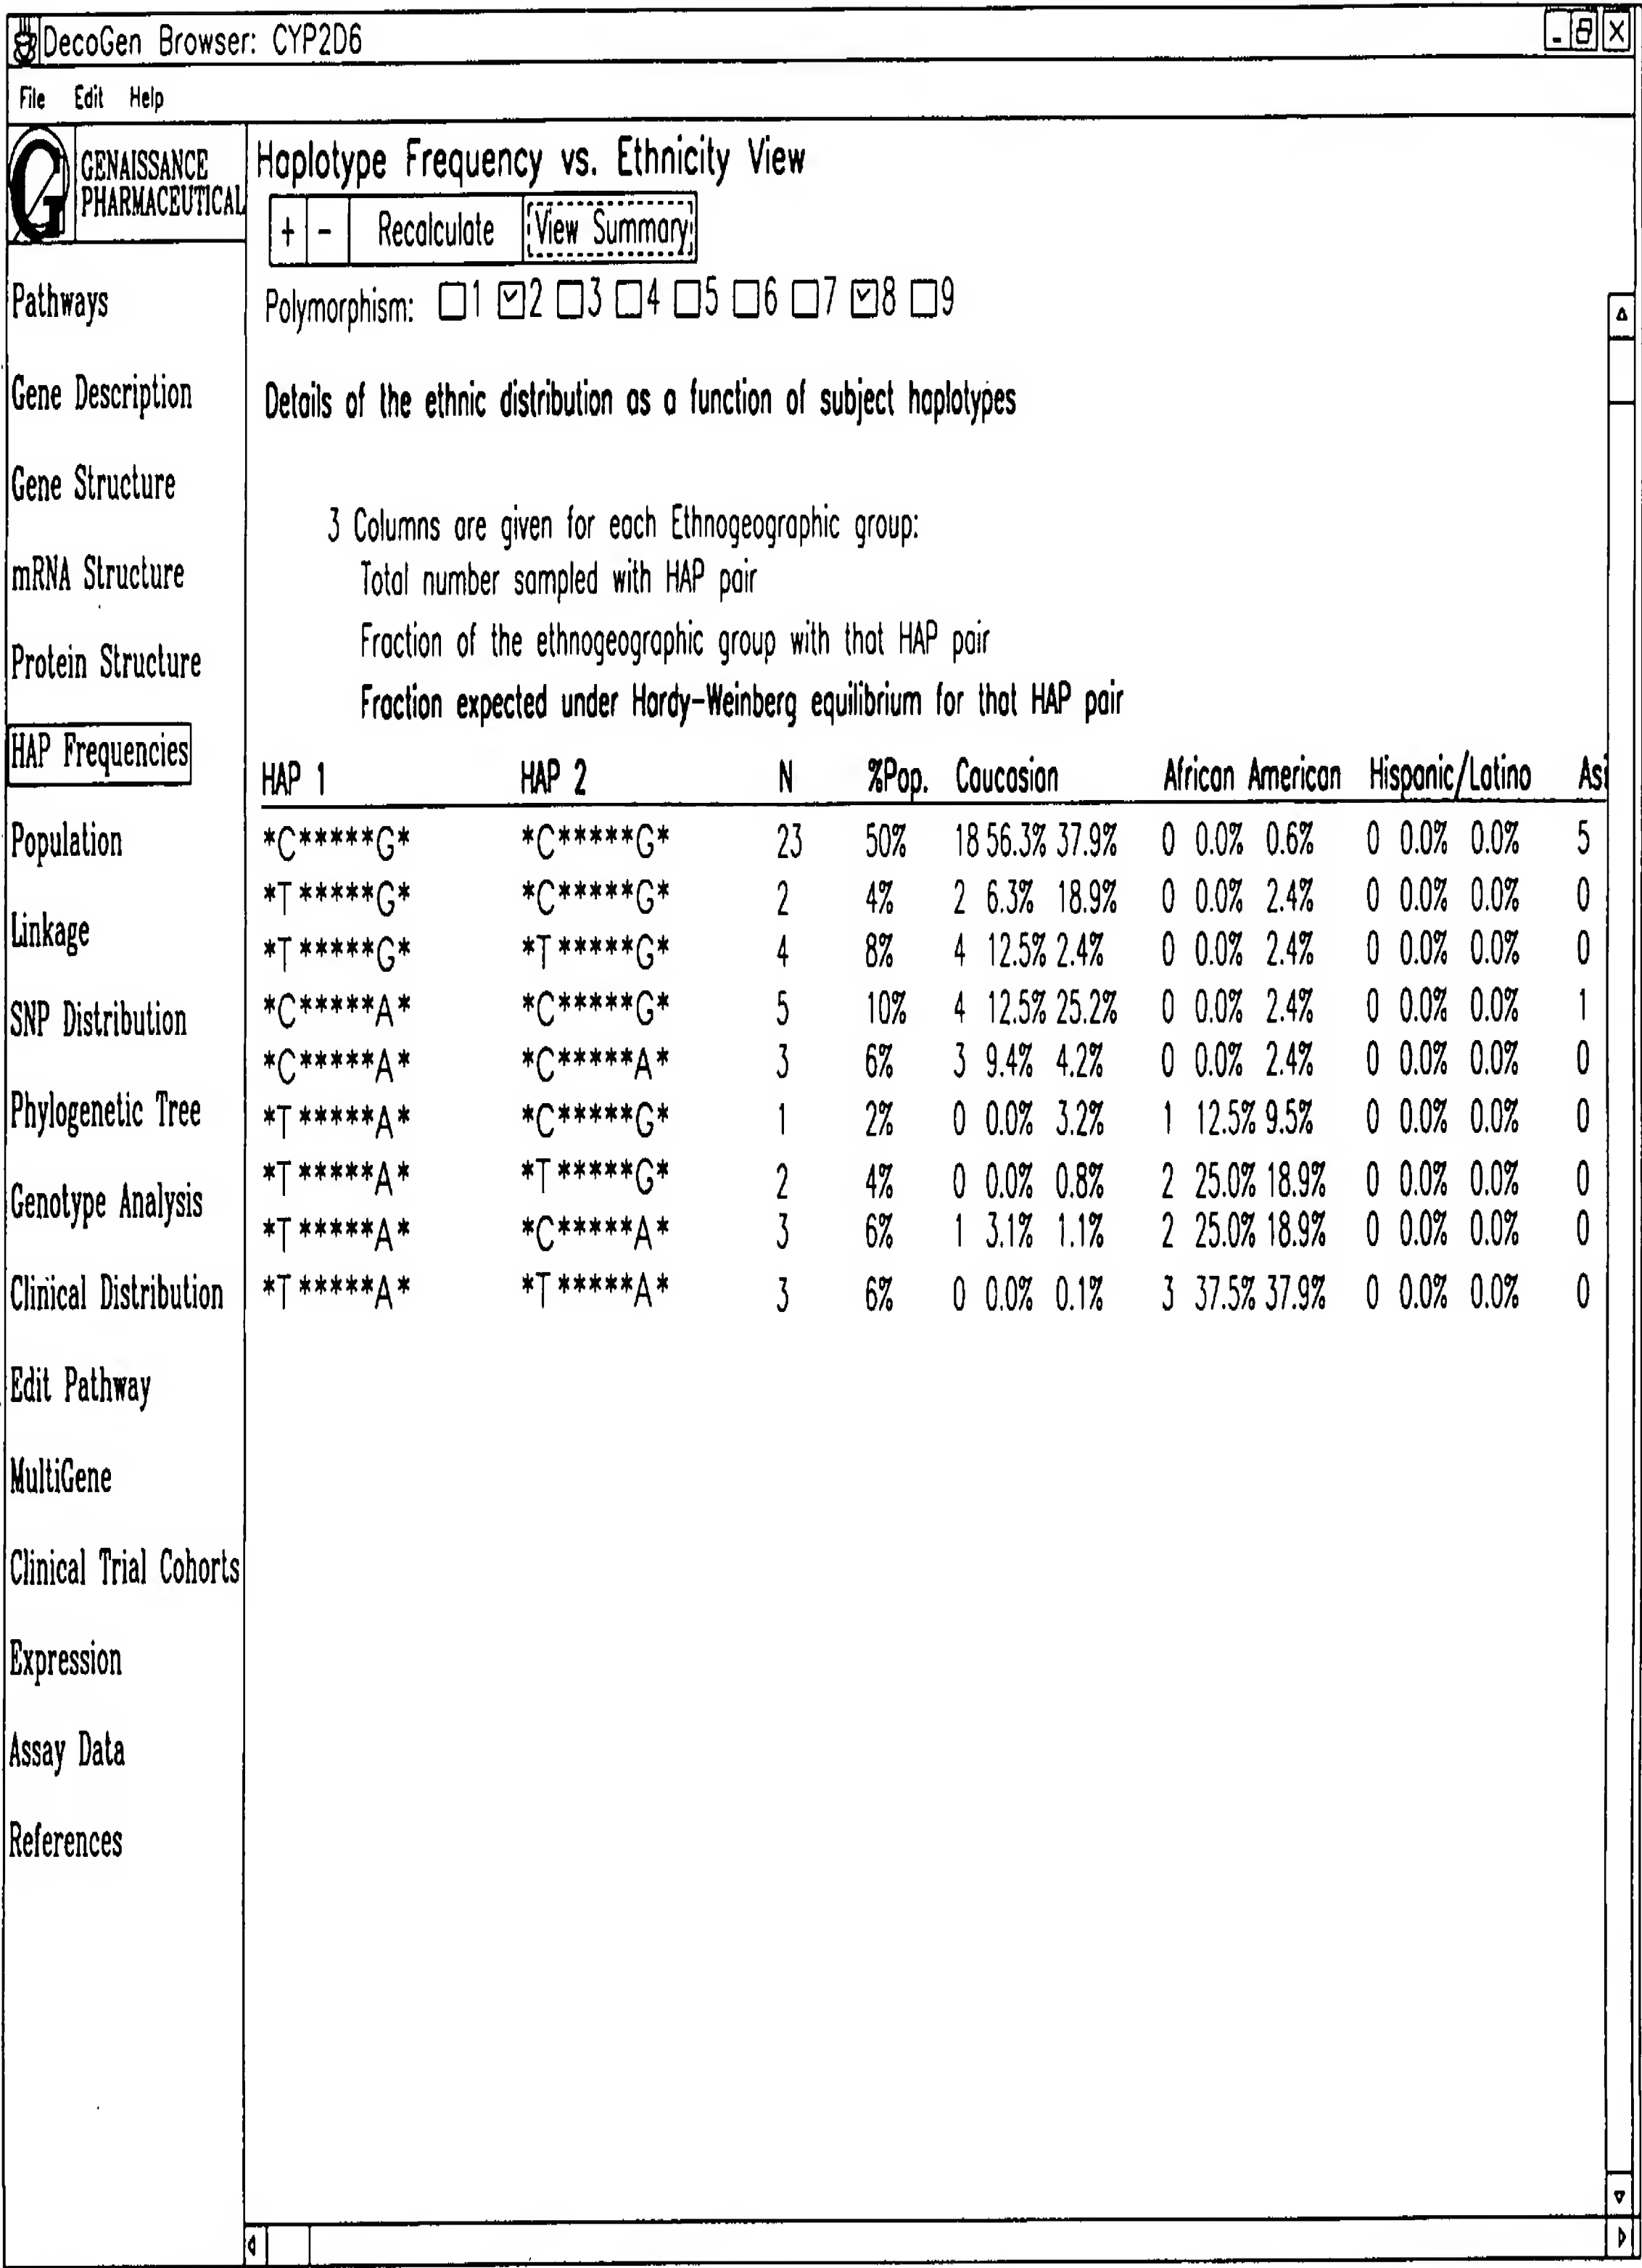 DecoGen Browser: CYP2D6
File Edit Help
GENAISSANCE
PHARMACEUTICAL
Haplotype Frequency vs. Ethnicity View
+ - Recalculate View Summary
Polymorphism: 1 2 3 4 5 6 7 8 9
Details of the ethnic distribution as a function of subject haplotypes
3 Columns are given for each Ethnogeographic group:
Total number sampled with HAP pair
Fraction of the ethnogeographic group with that HAP pair
Fraction expected under Hardy-Weinberg equilibrium for that HAP pair
HAP 1 HAP 2 N %Pop. Caucasian African American Hispanic/Latino Asi
*C*****G* *C*****G* 23 50% 18 56.3% 37.9% 0 0.0% 0.6% 0 0.0% 0.0% 5
*T*****G* *C*****G* 2 4% 2 6.3% 18.9% 0 0.0% 2.4% 0 0.0% 0.0% 0
*T*****G* *T*****G* 4 8% 4 12.5% 2.4% 0 0.0% 2.4% 0 0.0% 0.0% 0
*C*****A* *C*****G* 5 10% 4 12.5% 25.2% 0 0.0% 2.4% 0 0.0% 0.0% 1
*C*****A* *C*****A* 3 6% 3 9.4% 4.2% 0 0.0% 2.4% 0 0.0% 0.0% 0
*T*****A* *C*****G* 1 2% 0 0.0% 3.2% 1 12.5% 9.5% 0 0.0% 0.0% 0
*T*****A* *T*****G* 2 4% 0 0.0% 0.8% 2 25.0% 18.9% 0 0.0% 0.0% 0
*T*****A* *C*****A* 3 6% 1 3.1% 1.1% 2 25.0% 18.9% 0 0.0% 0.0% 0
*T*****A* *T*****A* 3 6% 0 0.0% 0.1% 3 37.5% 37.9% 0 0.0% 0.0% 0
Pathways
Gene Description
Gene Structure
mRNA Structure
Protein Structure
HAP Frequencies
Population
Linkage
SNP Distribution
Phylogenetic Tree
Genotype Analysis
Clinical Distribution
Edit Pathway
MultiGene
Clinical Trial Cohorts
Expression
Assay Data
References